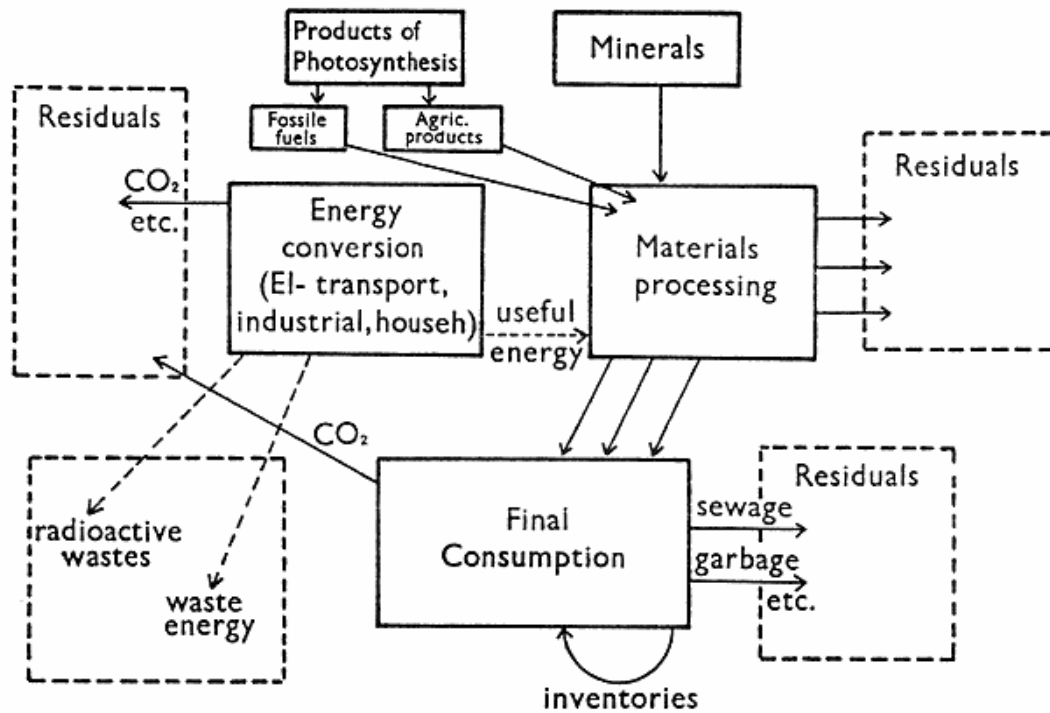 Products of
Photosynthesis
Minerals
Fossile
fuels
Agric.
products
Residuals
CO₂
etc.
Energy
conversion
(El- transport,
industrial,househ)
useful
energy
Materials
processing
Residuals
CO₂
radioactive
wastes
waste
energy
Final
Consumption
Residuals
sewage
garbage
etc.
inventories